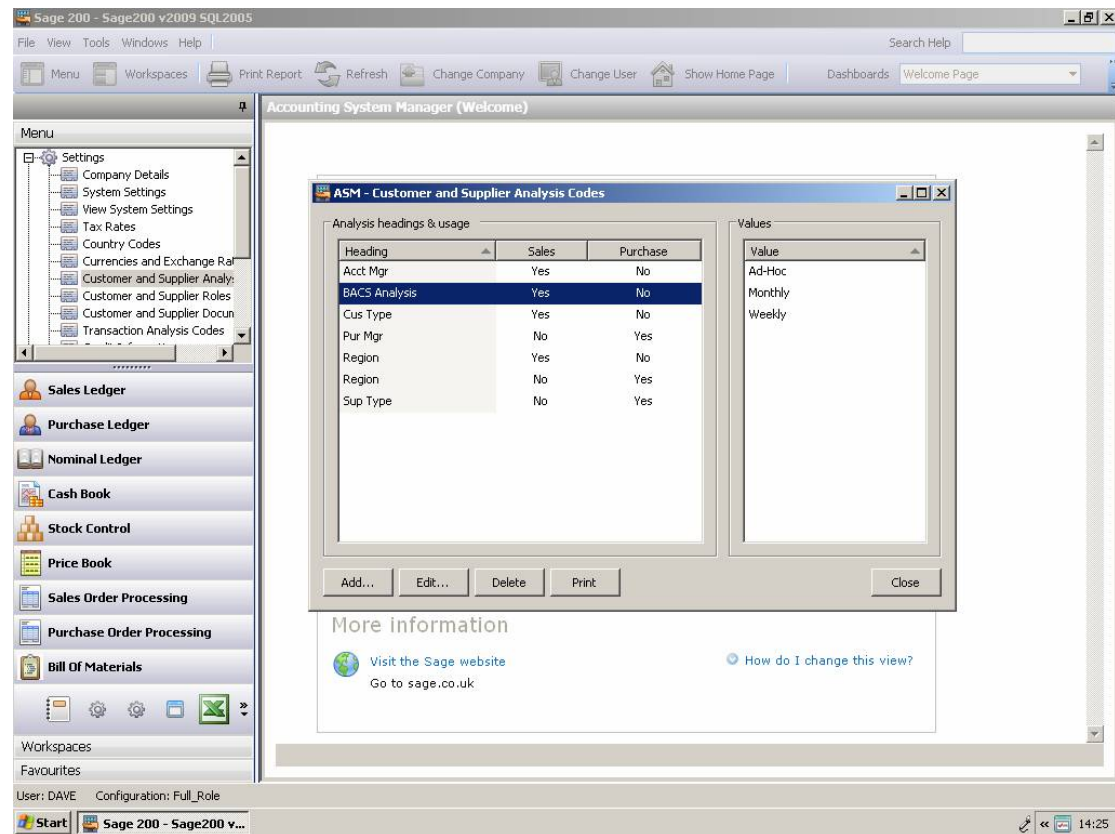 Sage 200 - Sage200 v2009 SQL2005
File View Tools Windows Help
Search Help
Menu Workspaces Print Report Refresh Change Company Change User Show Home Page Dashboards Welcome Page
Accounting System Manager (Welcome)
Menu
Settings
Company Details
System Settings
View System Settings
Tax Rates
Country Codes
Currencies and Exchange Rat
Customer and Supplier Analy
Customer and Supplier Roles
Customer and Supplier Docun
Transaction Analysis Codes
Sales Ledger
Purchase Ledger
Nominal Ledger
Cash Book
Stock Control
Price Book
Sales Order Processing
Purchase Order Processing
Bill Of Materials
Workspaces
Favourites
ASM - Customer and Supplier Analysis Codes
Analysis headings & usage
Heading Sales Purchase
Acct Mgr Yes No
BACS Analysis Yes No
Cus Type Yes No
Pur Mgr No Yes
Region Yes No
Region No Yes
Sup Type No Yes
Values
Value
Ad-Hoc
Monthly
Weekly
Add... Edit... Delete Print Close
More information
Visit the Sage website
Go to sage.co.uk
How do I change this view?
User: DAVE Configuration: Full_Role
Start Sage 200 - Sage200 v... 14:25